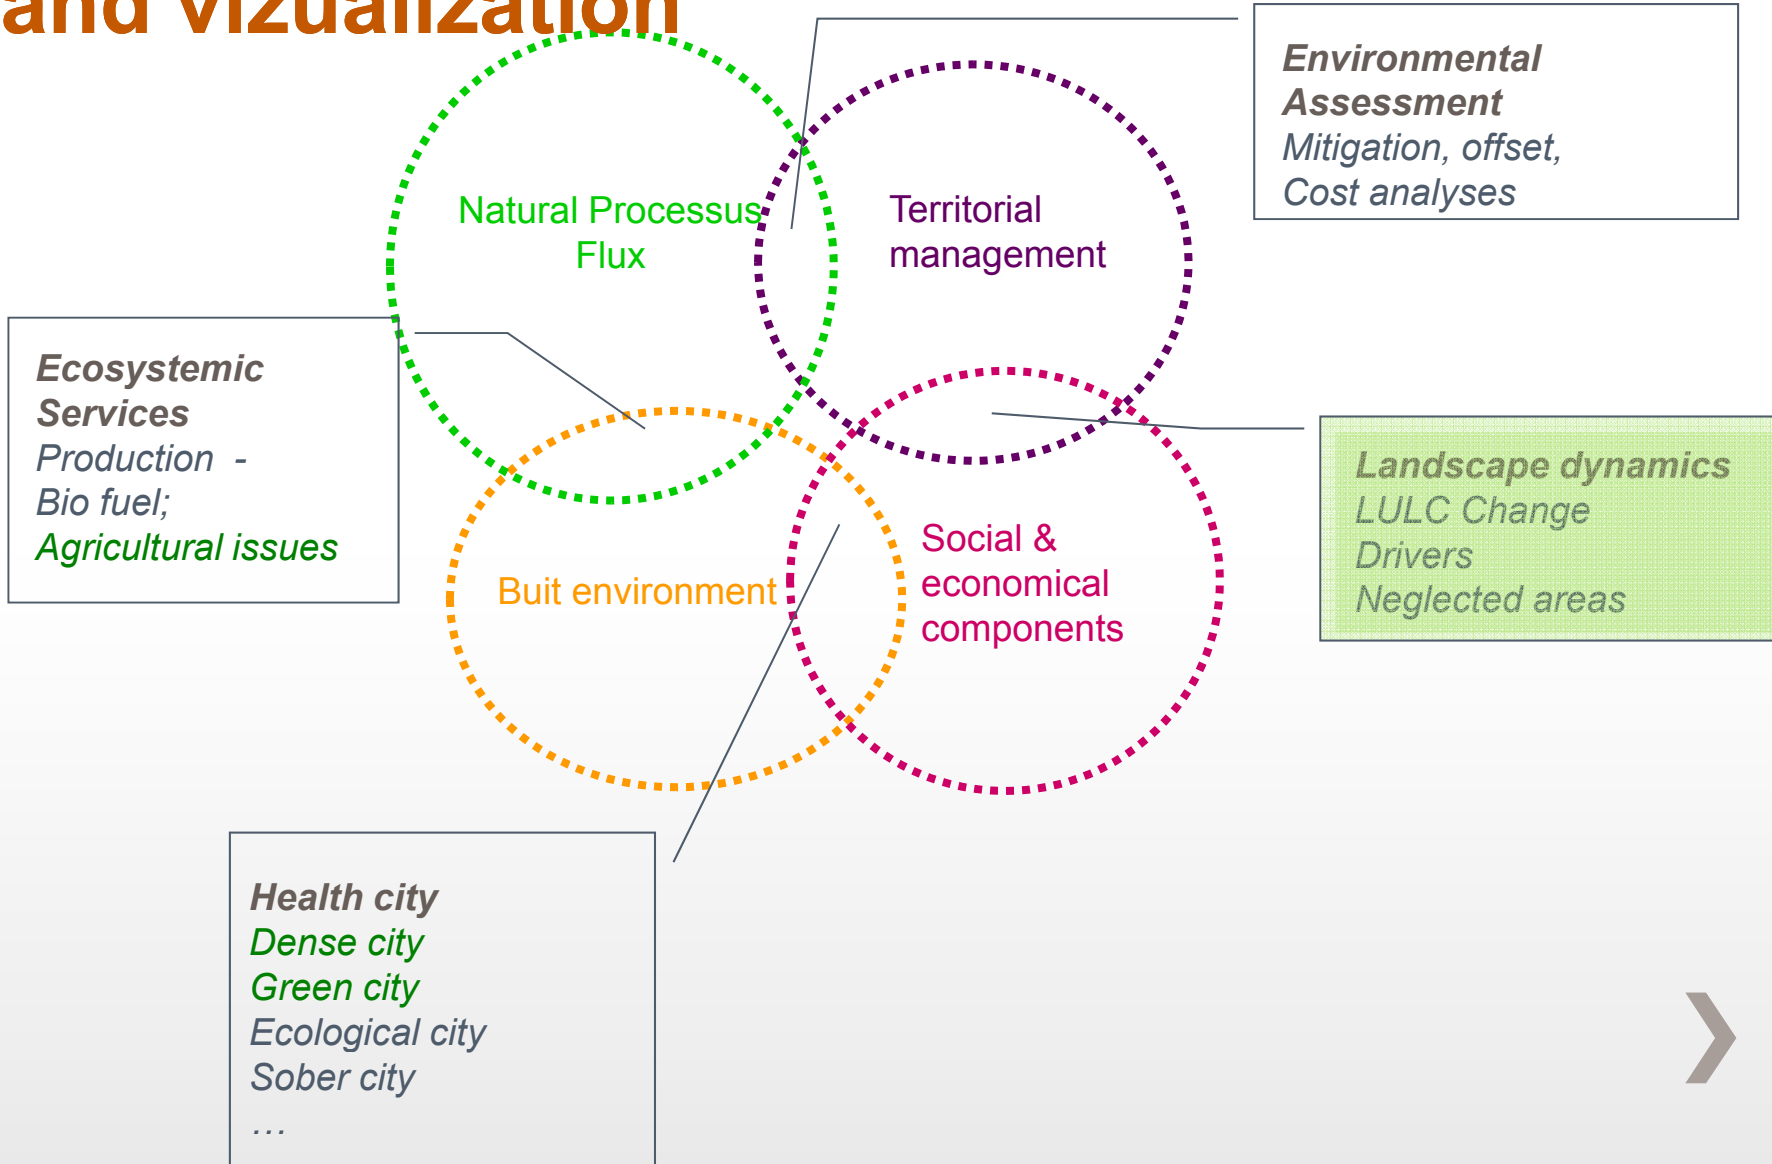 and vizualization
Environmental
Assessment
Mitigation, offset,
Cost analyses
Natural Processus
Flux
Territorial
management
Ecosystemic
Services
Production -
Bio fuel;
Agricultural issues
Landscape dynamics
LULC Change
Drivers
Neglected areas
Social &
economical
components
Buit environment
Health city
Dense city
Green city
Ecological city
Sober city
…